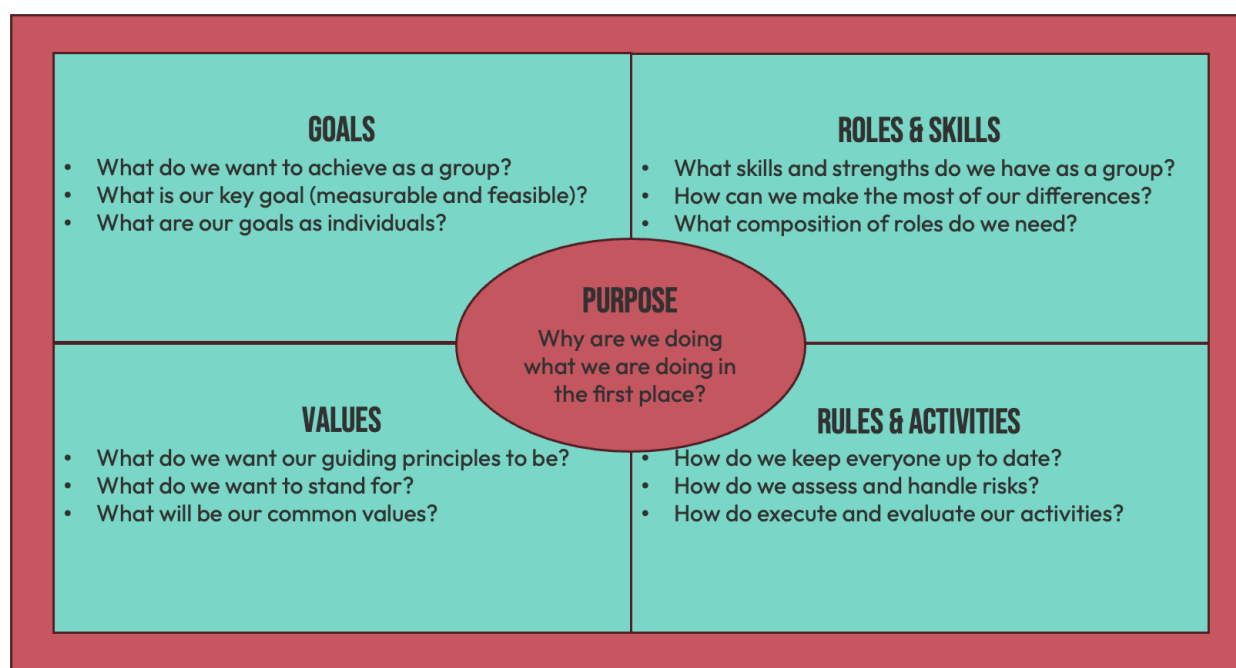 GOALS
• What do we want to achieve as a group?
• What is our key goal (measurable and feasible)?
• What are our goals as individuals?
ROLES & SKILLS
• What skills and strengths do we have as a group?
• How can we make the most of our differences?
• What composition of roles do we need?
PURPOSE
Why are we doing
what we are doing in
the first place?
VALUES
• What do we want our guiding principles to be?
• What do we want to stand for?
• What will be our common values?
RULES & ACTIVITIES
• How do we keep everyone up to date?
• How do we assess and handle risks?
• How do execute and evaluate our activities?